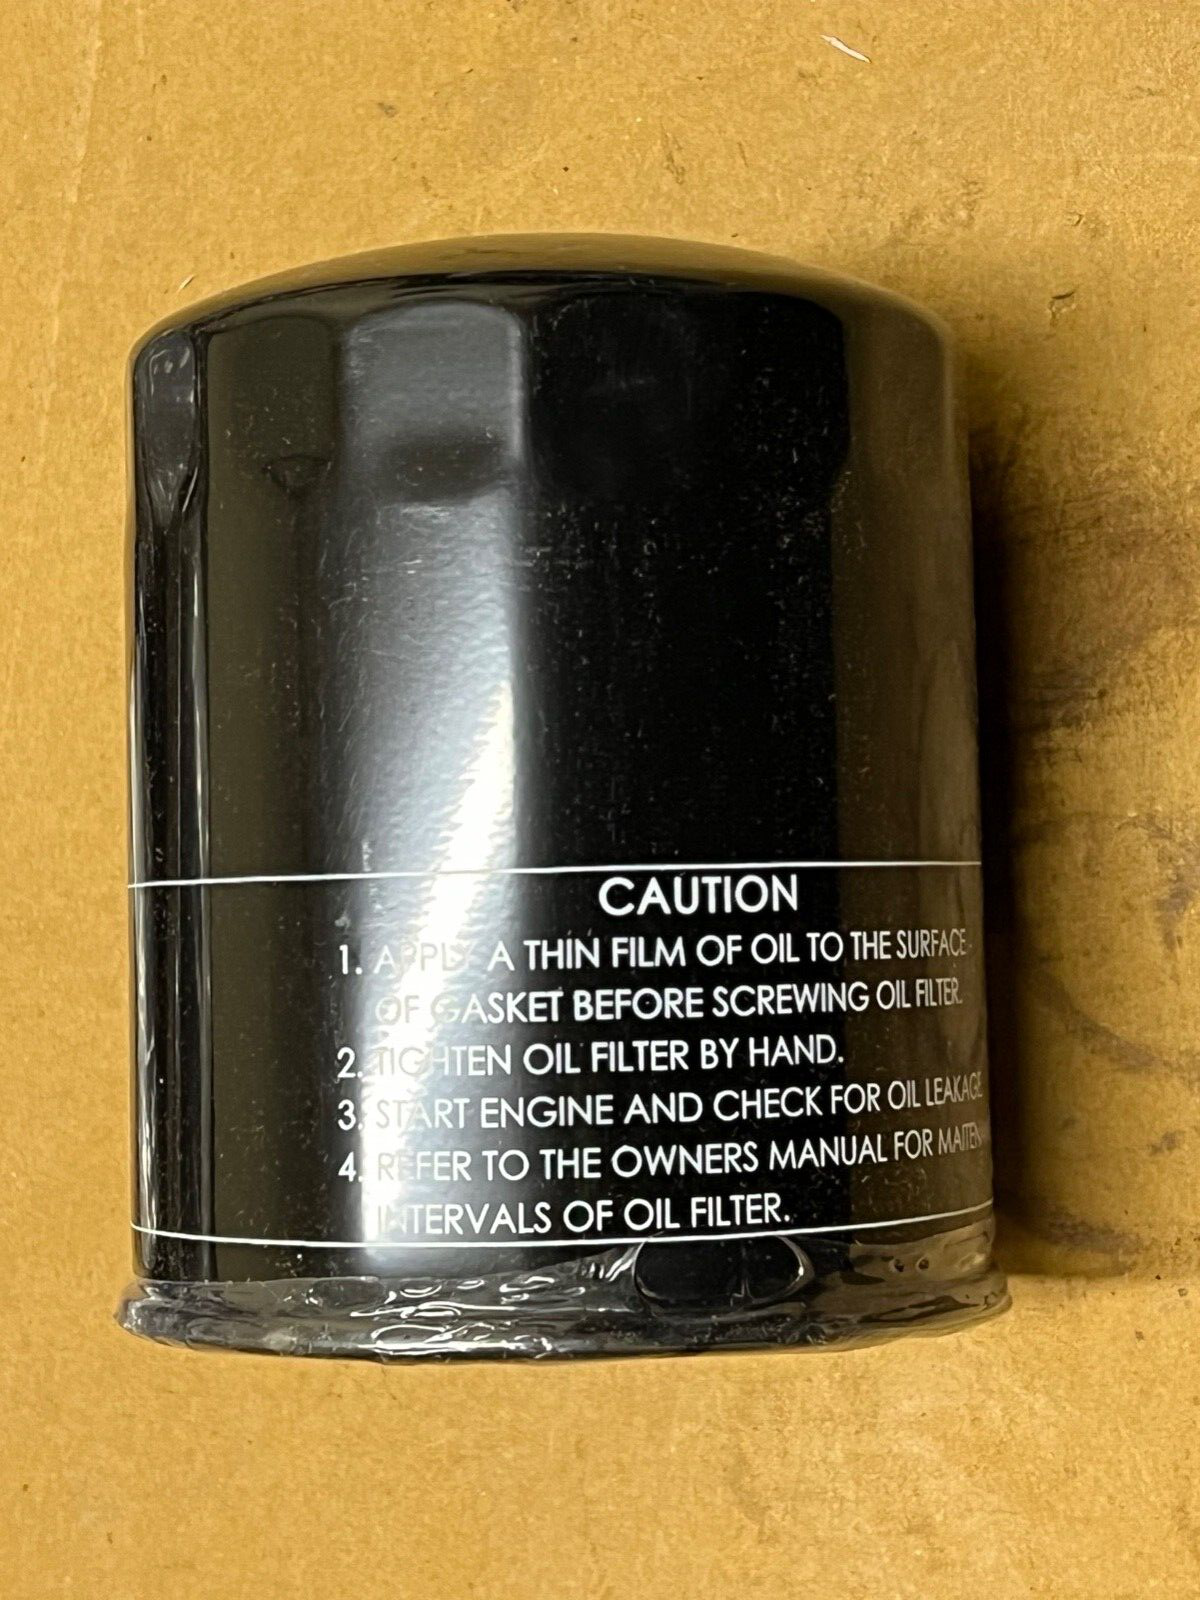 CAUTION
1. APPLY A THIN FILM OF OIL TO THE SURFACE
OF GASKET BEFORE SCREWING OIL FILTER.
2. TIGHTEN OIL FILTER BY HAND.
3. START ENGINE AND CHECK FOR OIL LEAKAGE
4. REFER TO THE OWNERS MANUAL FOR
INTERVALS OF OIL FILTER.